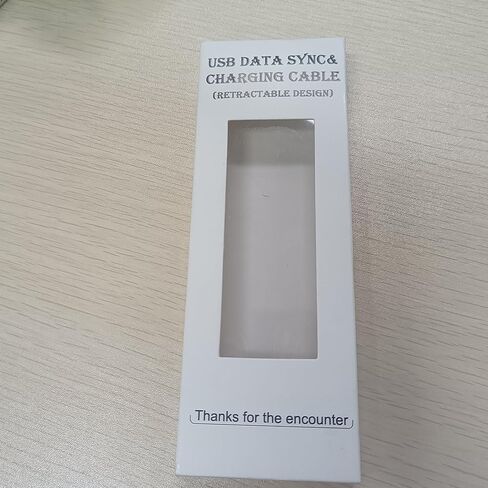 USB DATA SYNC&
CHARGING CABLE
(RETRACTABLE DESIGN)
Thanks for the encounter